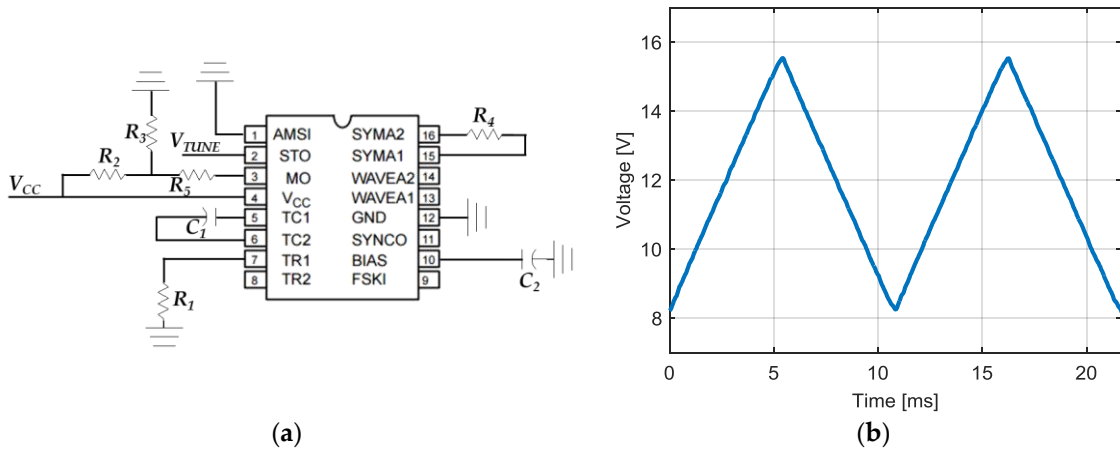 R3
VTUNE
R2
VCC
R5
C1
R1
1 AMSI SYMA2 16
2 STO SYMA1 15
3 MO WAVEA2 14
4 VCC WAVEA1 13
5 TC1 GND 12
6 TC2 SYNCO 11
7 TR1 BIAS 10
8 TR2 FSKI 9
R4
C2
(a)
Voltage [V]
16
14
12
10
8
0 5 10 15 20
Time [ms]
(b)